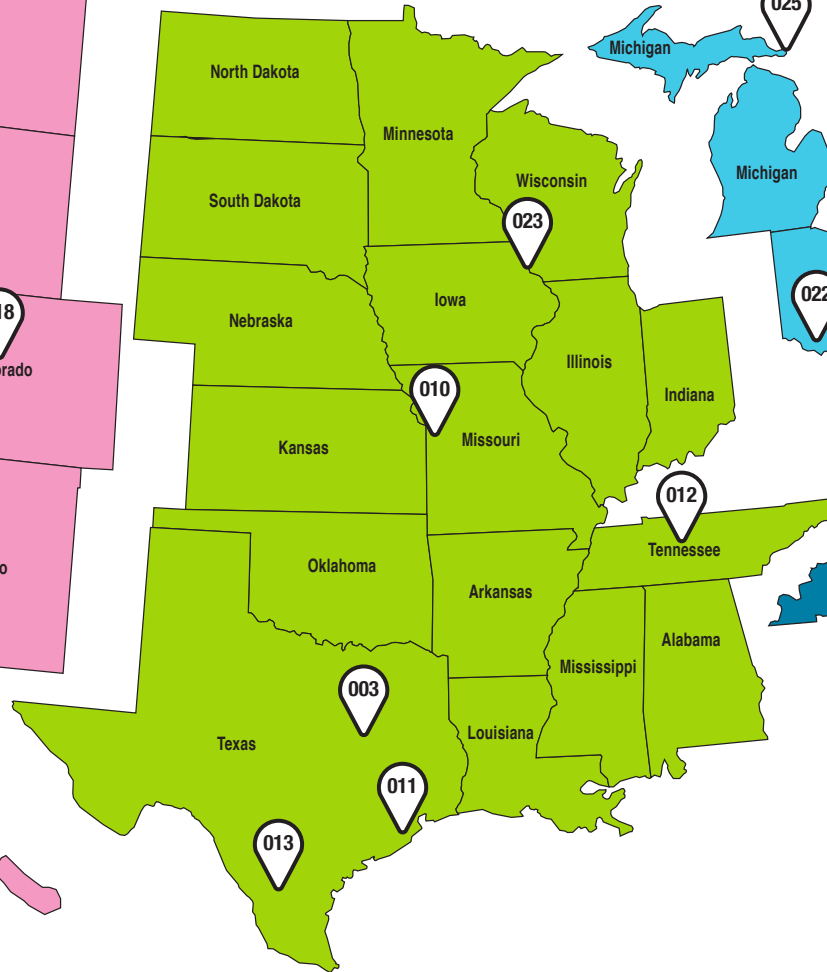 025
Michigan
North Dakota
Minnesota
Michigan
Wisconsin
South Dakota
023
022
Iowa
18
Nebraska
Illinois
orado
010
Indiana
Missouri
Kansas
012
Tennessee
o
Oklahoma
Arkansas
Alabama
Mississippi
003
Louisiana
Texas
011
013